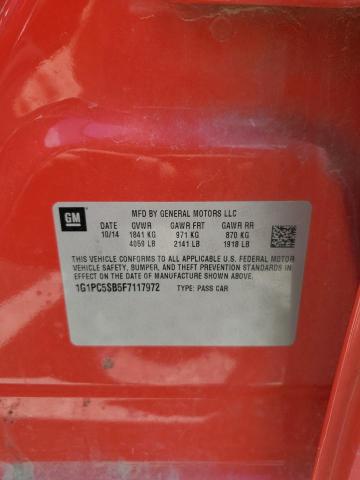 GM
MFD BY GENERAL MOTORS LLC
DATE GVWR GAWR FRT GAWR RR
10/14 1841 KG 971 KG 870 KG
4059 LB 2141 LB 1918 LB
THIS VEHICLE CONFORMS TO ALL APPLICABLE U.S. FEDERAL MOTOR
VEHICLE SAFETY, BUMPER, AND THEFT PREVENTION STANDARDS IN
EFFECT ON THE DATE OF MANUFACTURE SHOWN ABOVE.
1G1PC5SB5F7117972 TYPE: PASS CAR